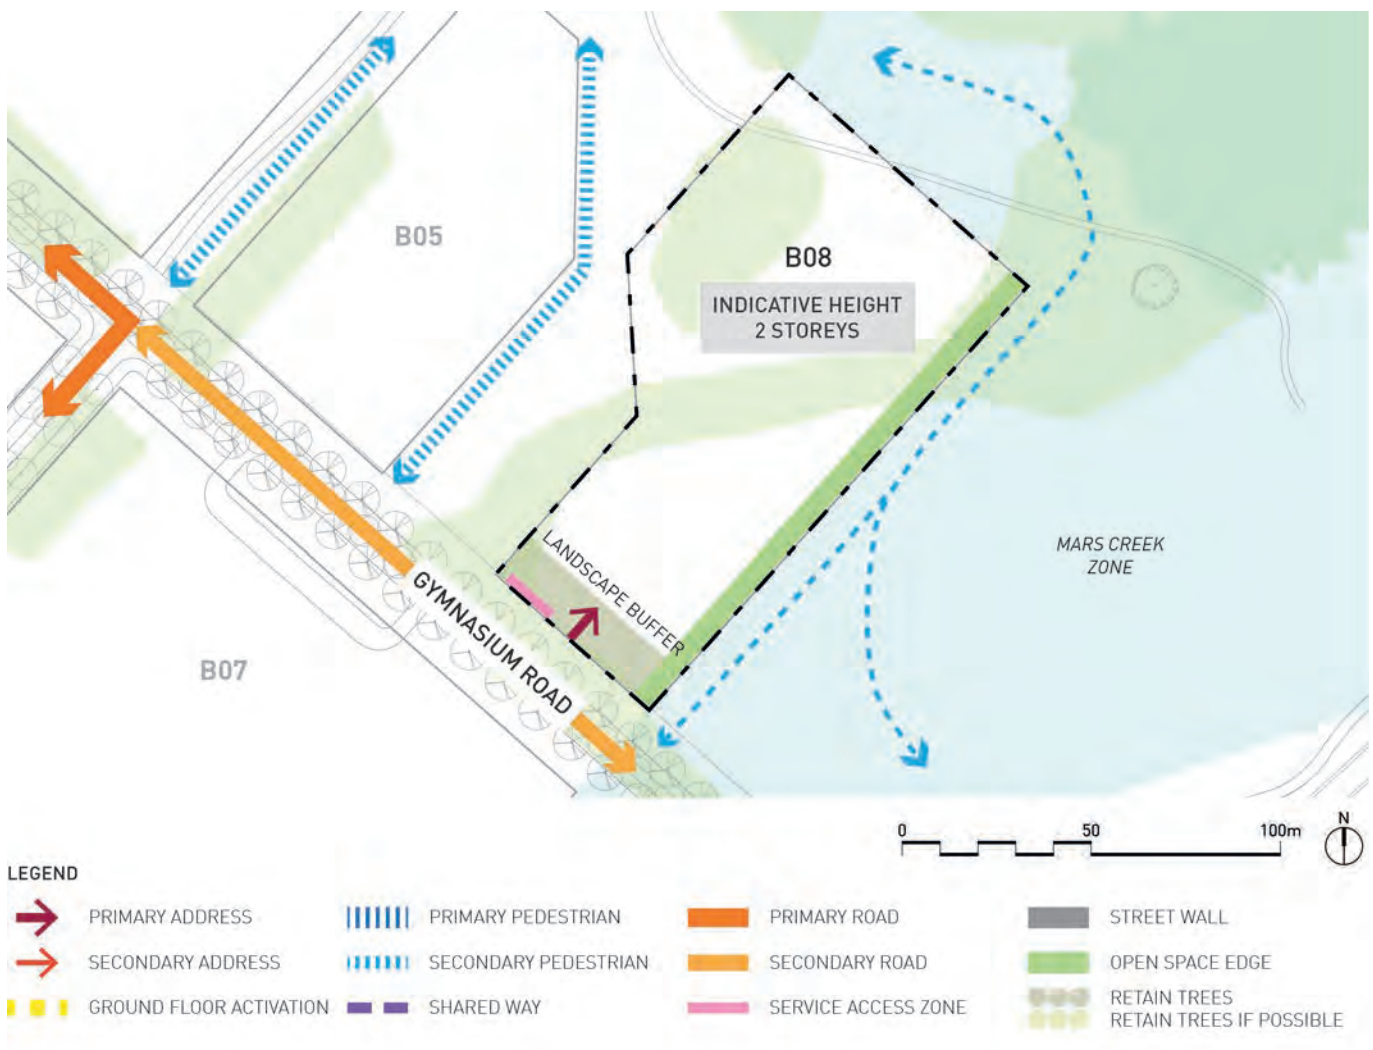 B05
B08
INDICATIVE HEIGHT
2 STOREYS
LANDSCAPE BUFFER
MARS CREEK
ZONE
GYMNASIUM ROAD
B07
0 50 100m
N
LEGEND
PRIMARY ADDRESS
SECONDARY ADDRESS
GROUND FLOOR ACTIVATION
PRIMARY PEDESTRIAN
SECONDARY PEDESTRIAN
SHARED WAY
PRIMARY ROAD
SECONDARY ROAD
SERVICE ACCESS ZONE
STREET WALL
OPEN SPACE EDGE
RETAIN TREES
RETAIN TREES IF POSSIBLE